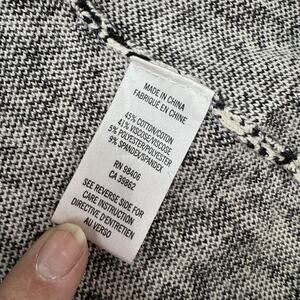 MADE IN CHINA
FABRIQUÉ EN CHINE
45% COTTON/COTON
41% VISCOSE/VISCOSE
5% POLYESTER/POLYESTER
9% SPANDEX/SPANDEX
RN 98406
CA 39862
SEE REVERSE SIDE FOR
CARE INSTRUCTION
DIRECTIVE D'ENTRETIEN
AU VERSO